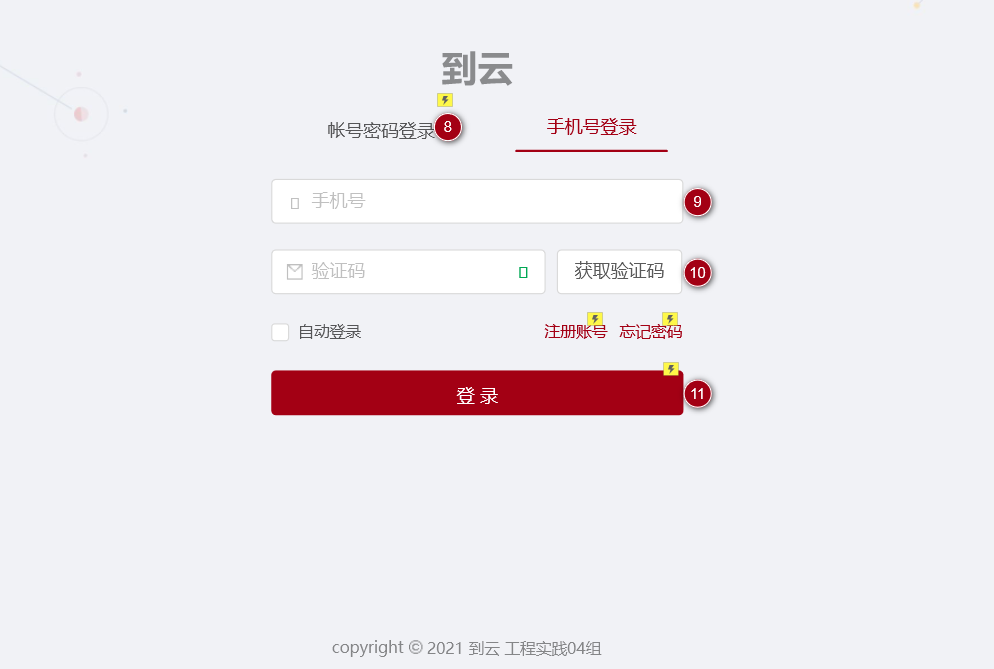 到云
帐号密码登录 8 手机号登录
手机号 9
验证码 获取验证码 10
自动登录 注册账号 忘记密码
登 录 11
copyright © 2021 到云 工程实践04组